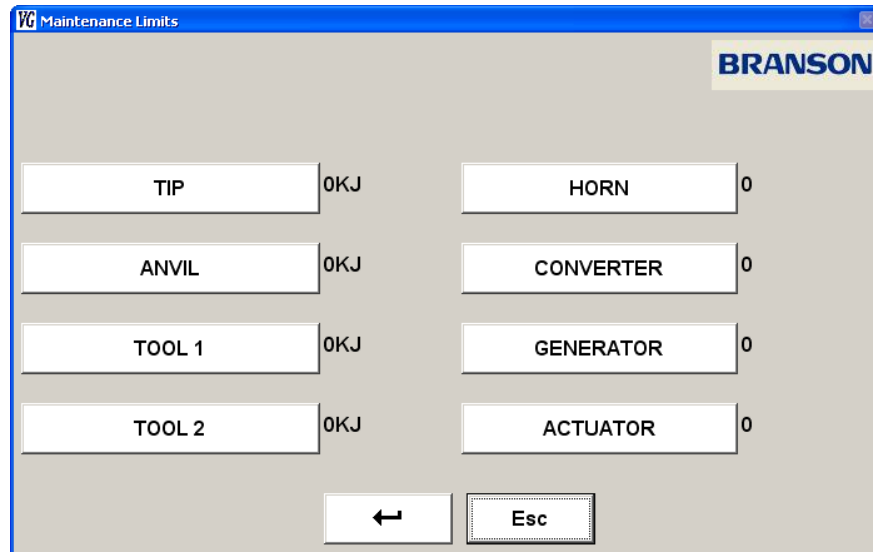 VG Maintenance Limits
BRANSON
TIP 0KJ HORN 0
ANVIL 0KJ CONVERTER 0
TOOL 1 0KJ GENERATOR 0
TOOL 2 0KJ ACTUATOR 0
Esc